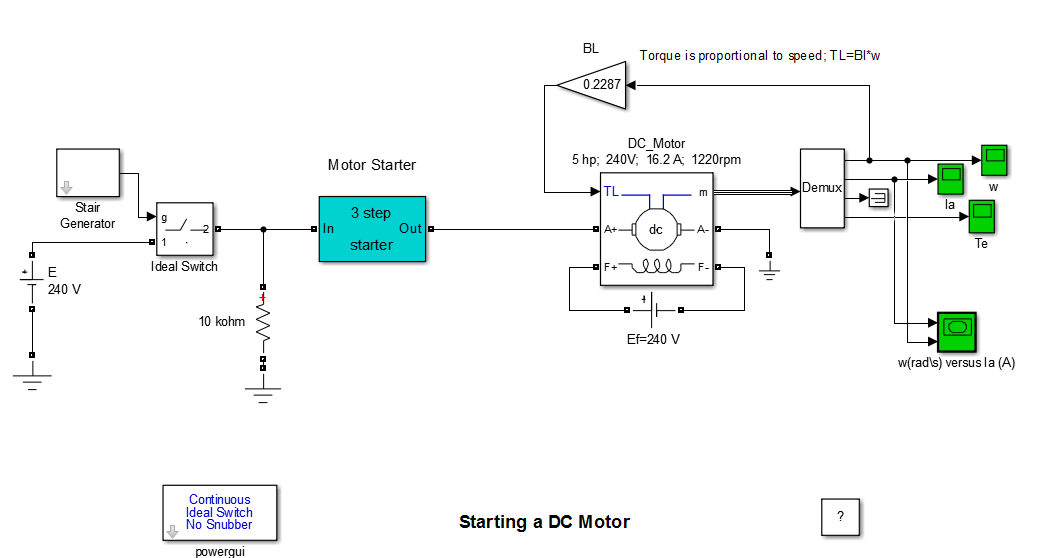 BL
Torque is proportional to speed; TL=Bl*w
0.2287
DC_Motor
5 hp; 240V; 16.2 A; 1220rpm
Motor Starter
Stair
Generator
g
1
2
Ideal Switch
3 step
starter
In
Out
TL
m
A+
dc
A-
F+
F-
Demux
w
Ia
Te
+
E
240 V
+
10 kohm
+
Ef=240 V
w(rad\s) versus Ia (A)
Continuous
Ideal Switch
No Snubber
powergui
Starting a DC Motor
?